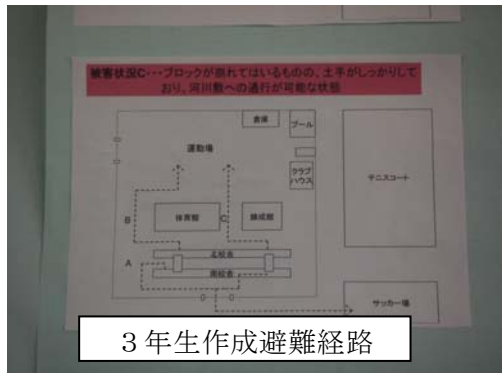 被害状況C・・・ブロックが崩れてはいるものの、土手がしっかりして
おり、河川敷への通行が可能な状態
倉庫
プール
運動場
クラブ
ハウス
テニスコート
B
体育館
C
錬成館
A
北校舎
南校舎
サッカー場
３年生作成避難経路